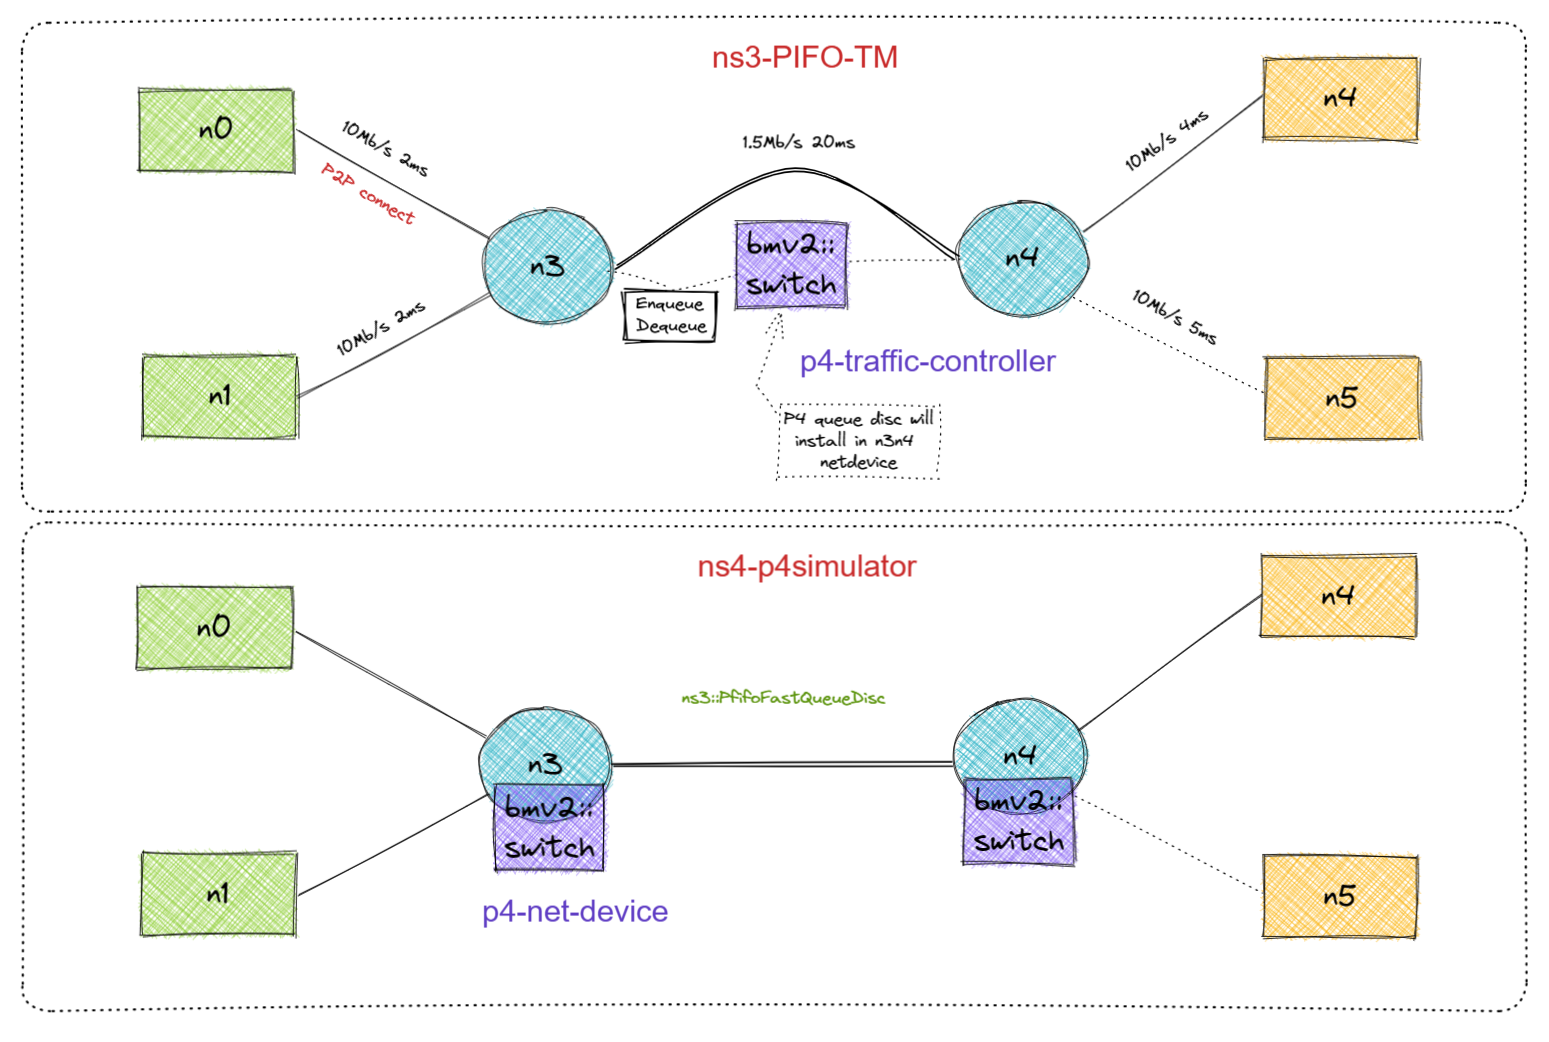 ns3-PIFO-TM
n0
10Mb/s 2ms
P2P connect
1.5Mb/s 20ms
10Mb/s 4ms
n4
n3
bmv2::
switch
n4
Enqueue
Dequeue
10Mb/s 2ms
10Mb/s 5ms
p4-traffic-controller
n1
P4 queue disc will
install in n3n4
netdevice
n5
ns4-p4simulator
n0
n4
ns3::PfifoFastQueueDisc
n3
bmv2::
switch
n4
bmv2::
switch
n1
p4-net-device
n5